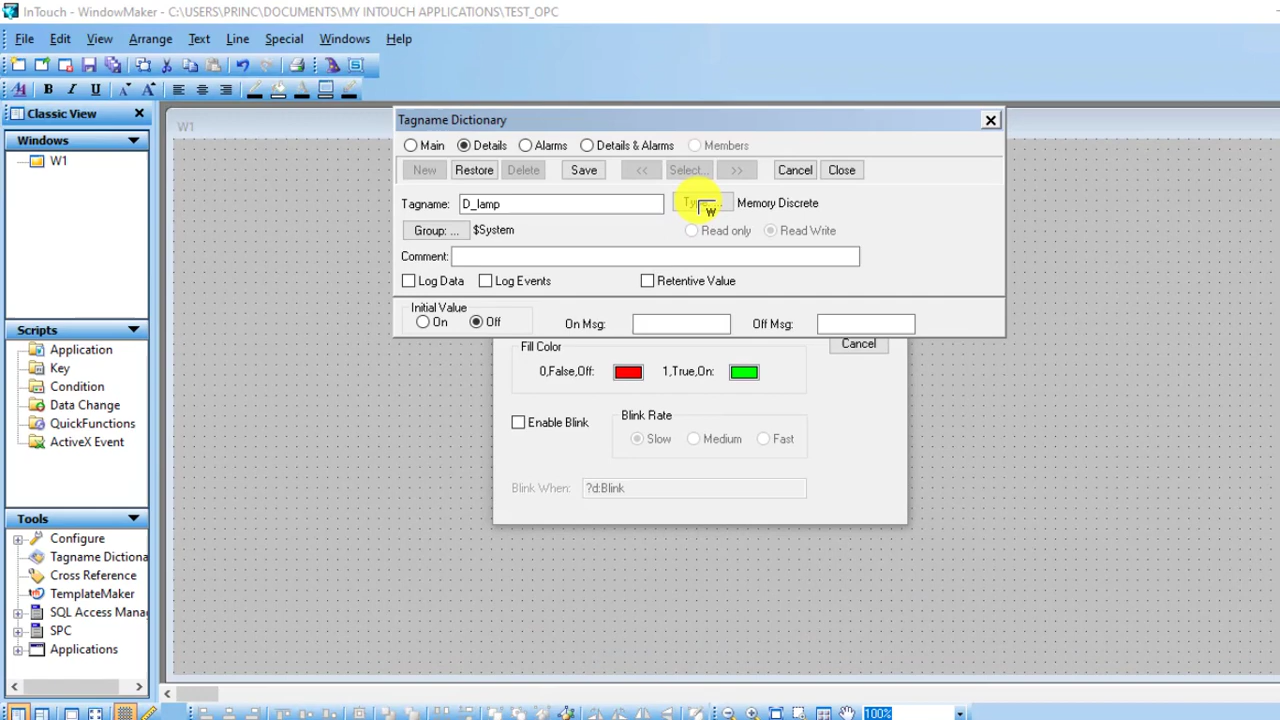 InTouch - WindowMaker - C:\USERS\PRINC\DOCUMENTS\MY INTOUCH APPLICATIONS\TEST_OPC
File Edit View Arrange Text Line Special Windows Help
B I U A A
Classic View
Windows
W1
Scripts
Application
Key
Condition
Data Change
QuickFunctions
ActiveX Event
Tools
Configure
Tagname Dictiona
Cross Reference
TemplateMaker
SQL Access Mana
SPC
Applications
W1
Tagname Dictionary
Main Details Alarms Details & Alarms Members
New Restore Delete Save << Select... >> Cancel Close
Tagname: D_lamp Memory Discrete
Group: ... $System Read only Read Write
Comment:
Log Data Log Events Retentive Value
Initial Value
On Off On Msg: Off Msg:
Fill Color Cancel
0,False,Off: 1,True,On:
Enable Blink Blink Rate
Slow Medium Fast
Blink When: ?d:Blink
100%